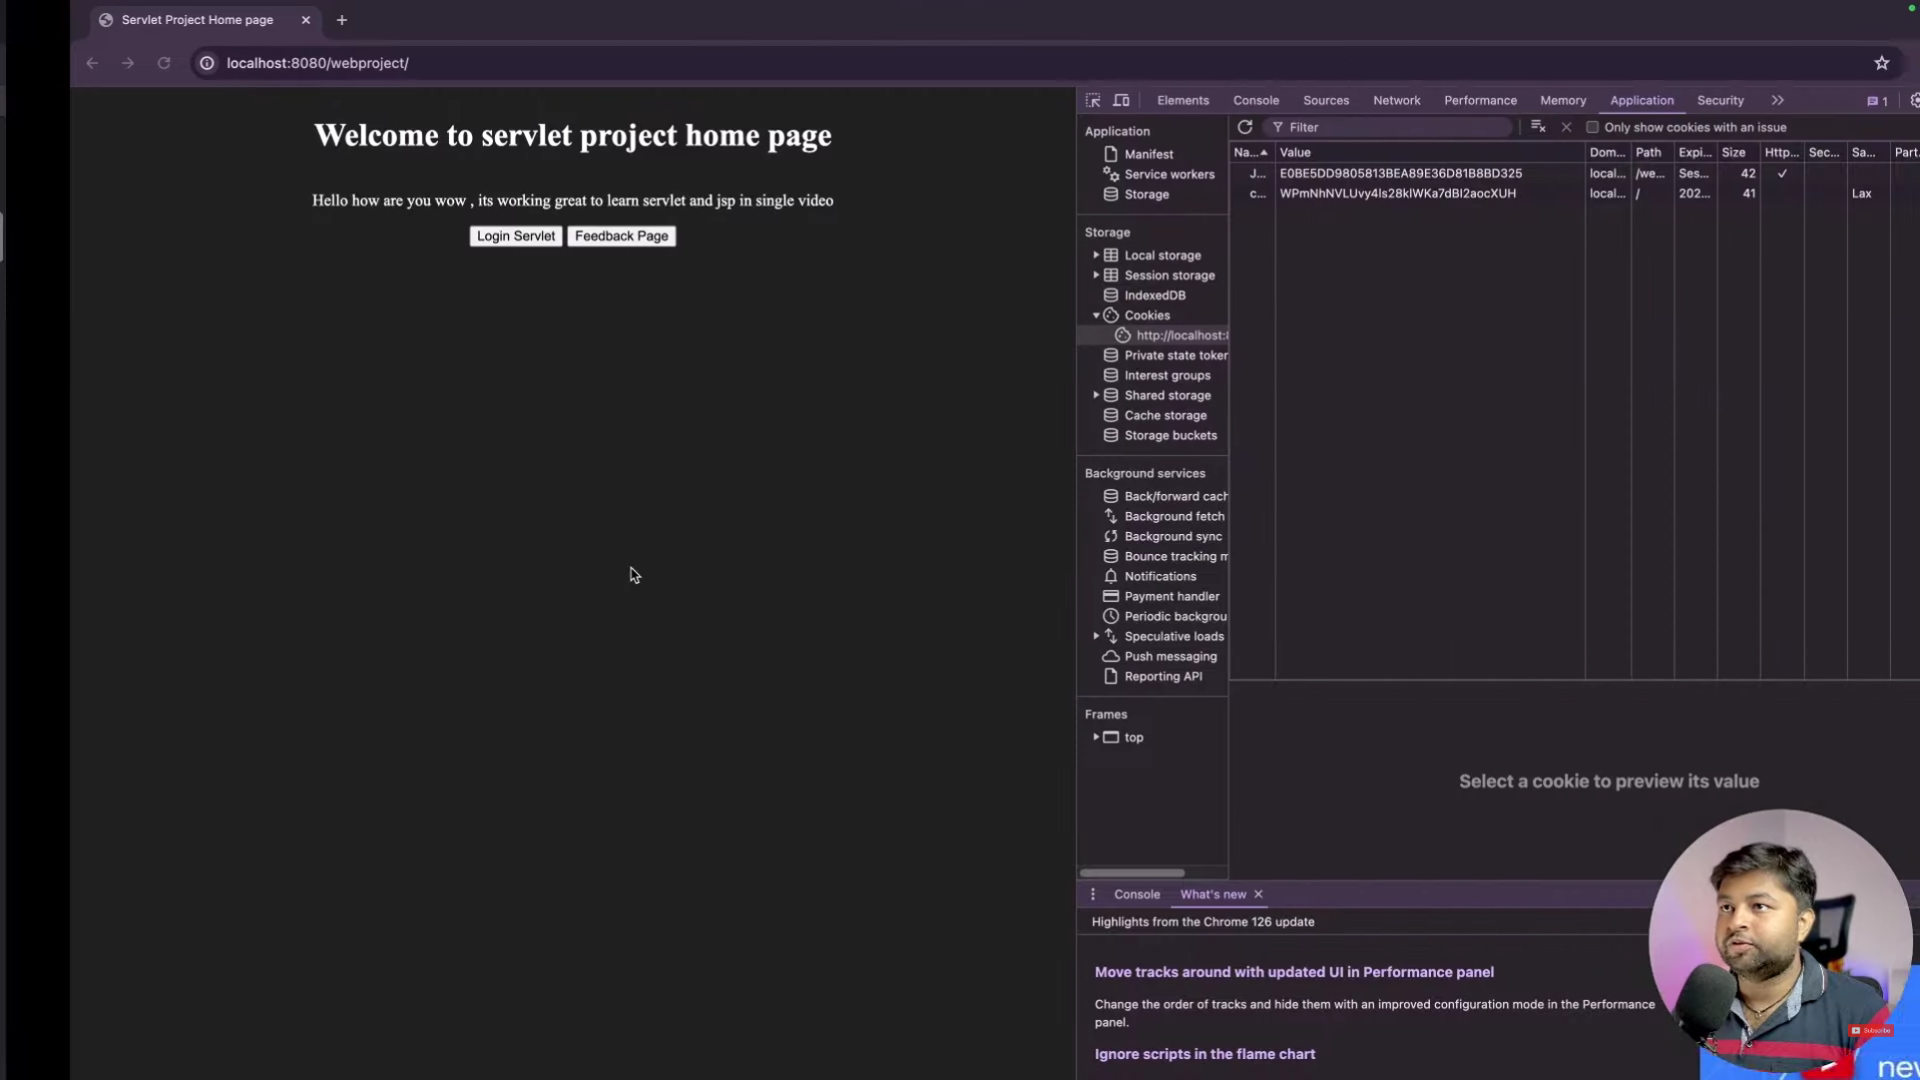 Servlet Project Home page
localhost:8080/webproject/
Welcome to servlet project home page
Hello how are you wow , its working great to learn servlet and jsp in single video
Login Servlet Feedback Page
Elements Console Sources Network Performance Memory Application Security 1
Application
Manifest
Service workers
Storage
Storage
Local storage
Session storage
IndexedDB
Cookies
http://localhost:
Private state toker
Interest groups
Shared storage
Cache storage
Storage buckets
Background services
Back/forward cach
Background fetch
Background sync
Bounce tracking m
Notifications
Payment handler
Periodic backgrou
Speculative loads
Push messaging
Reporting API
Frames
top
Filter Only show cookies with an issue
Na... Value Dom... Path Expi... Size Http... Sec... Sa... Part.
J... E0BE5DD9805813BEA89E36D81B8BD325 local... /we... Ses... 42 ✓
c... WPmNhNVLUvy4ls28klWKa7dBI2aocXUH local... / 202... 41 Lax
Select a cookie to preview its value
Console What's new
Highlights from the Chrome 126 update
Move tracks around with updated UI in Performance panel
Change the order of tracks and hide them with an improved configuration mode in the Performance
panel.
Ignore scripts in the flame chart
Subscribe
new